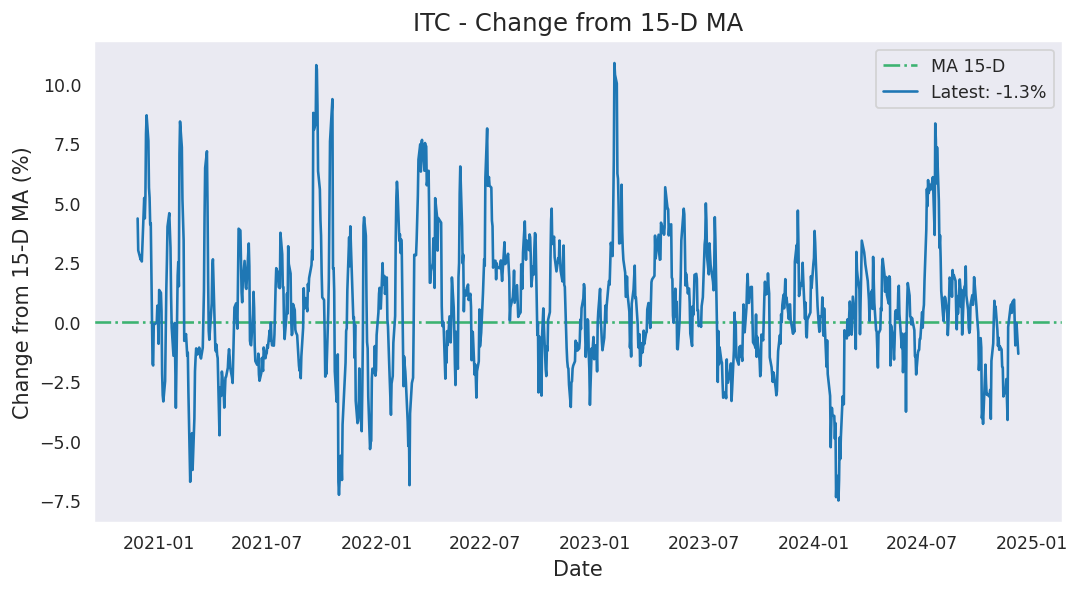 ITC - Change from 15-D MA
MA 15-D
Latest: -1.3%
Change from 15-D MA (%)
10.0
7.5
5.0
2.5
0.0
−2.5
−5.0
−7.5
2021-01 2021-07 2022-01 2022-07 2023-01 2023-07 2024-01 2024-07 2025-01
Date